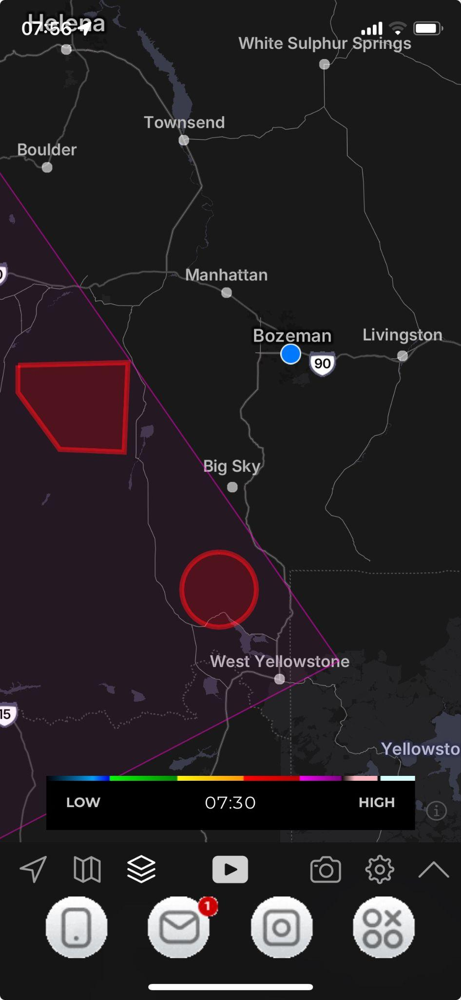 Helena
07:56
White Sulphur Springs
Townsend
Boulder
Manhattan
Bozeman
Livingston
90
Big Sky
West Yellowstone
15
Yellowsto
LOW
07:30
HIGH
1